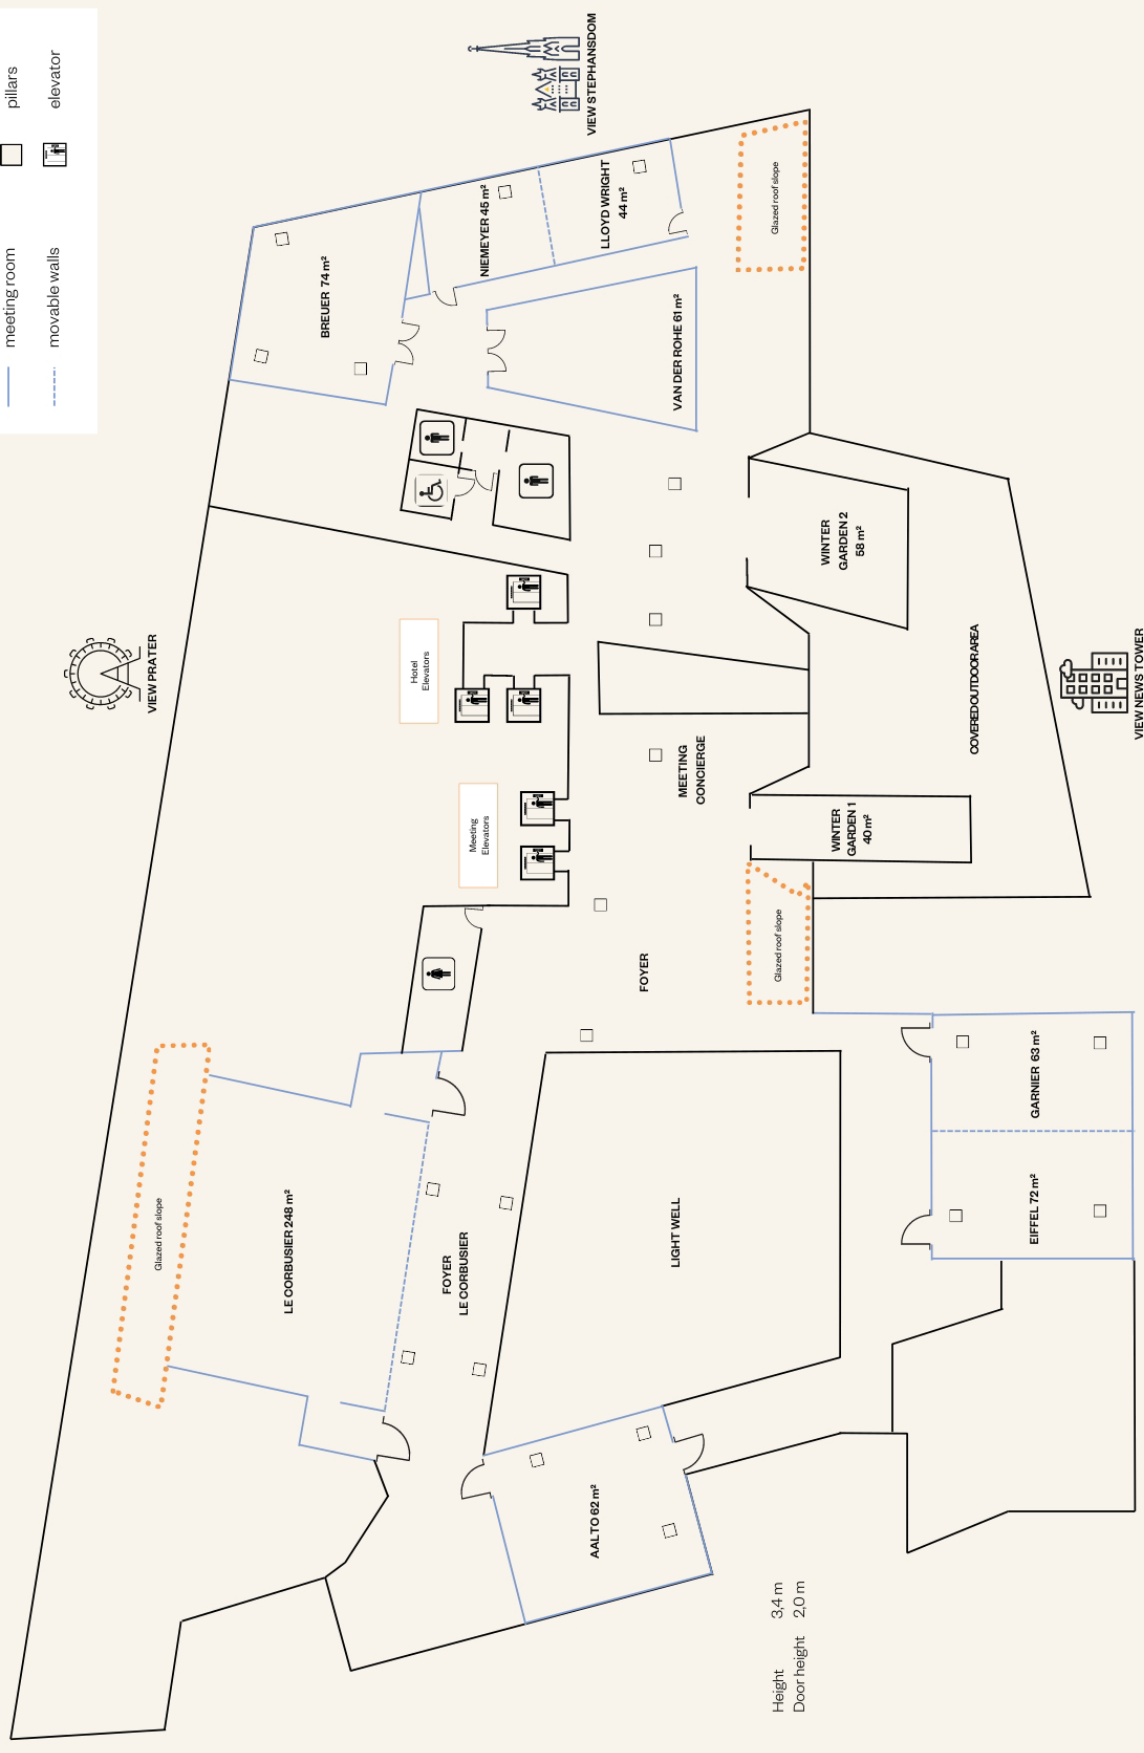 meeting room
movable walls
pillars
elevator
VIEW PRATER
VIEW STEPHANSDOM
VIEW NEWS TOWER
Glazed roof slope
LE CORBUSIER 248 m²
FOYER
LE CORBUSIER
AALTO 62 m²
LIGHT WELL
EIFFEL 72 m²
GARNIER 63 m²
FOYER
Glazed roof slope
Meeting
Elevators
Hotel
Elevators
MEETING
CONCIERGE
WINTER
GARDEN 1
40 m²
WINTER
GARDEN 2
58 m²
COVERED OUTDOOR AREA
BREUER 74 m²
NIEMEYER 45 m²
LLOYD WRIGHT
44 m²
VAN DER ROHE 61 m²
Glazed roof slope
Height 3,4 m
Door height 2,0 m